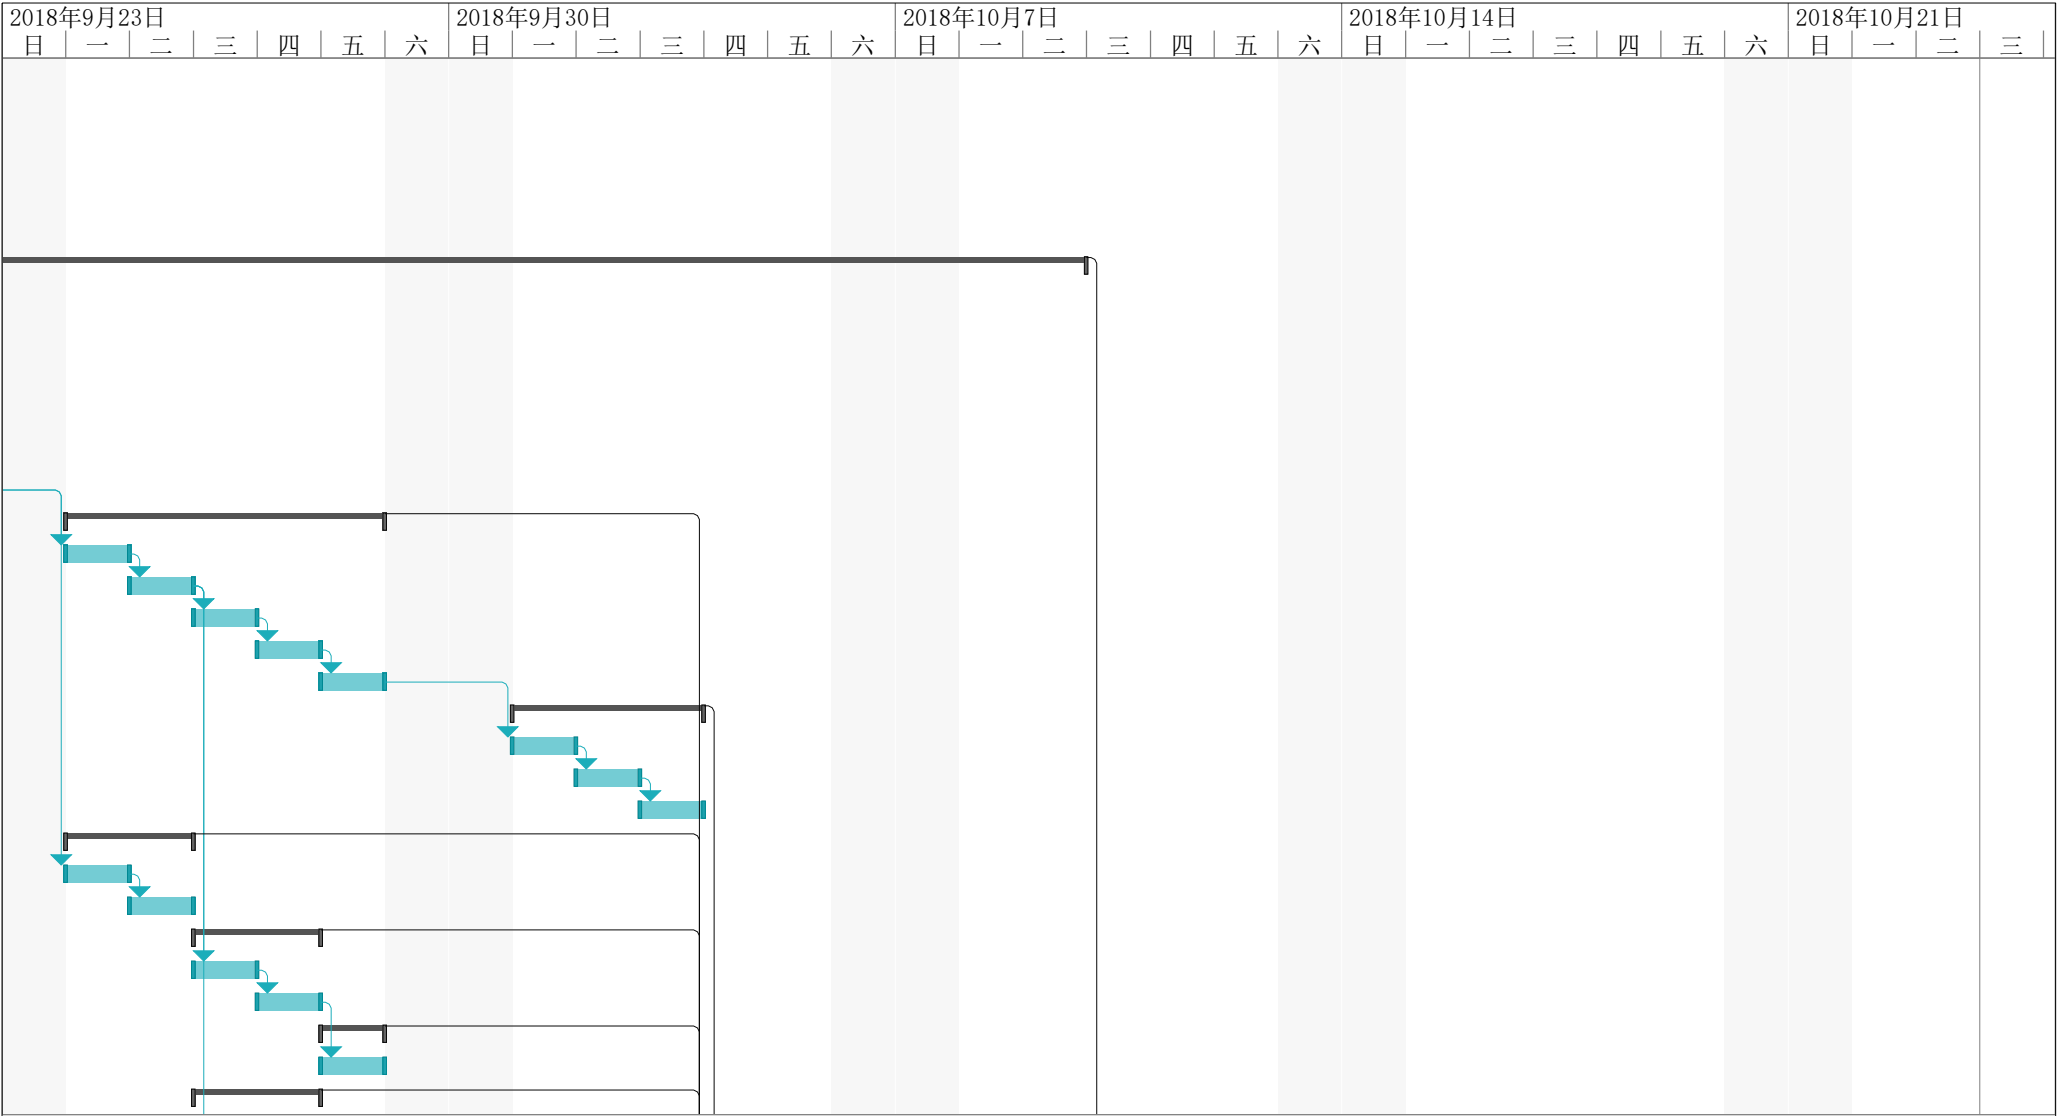 2018年9月23日 2018年9月30日 2018年10月7日 2018年10月14日 2018年10月21日
日 一 二 三 四 五 六 日 一 二 三 四 五 六 日 一 二 三 四 五 六 日 一 二 三 四 五 六 日 一 二 三